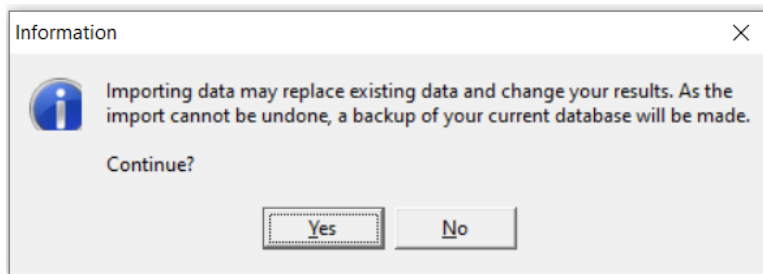 Information
Importing data may replace existing data and change your results. As the
import cannot be undone, a backup of your current database will be made.
Continue?
Yes
No